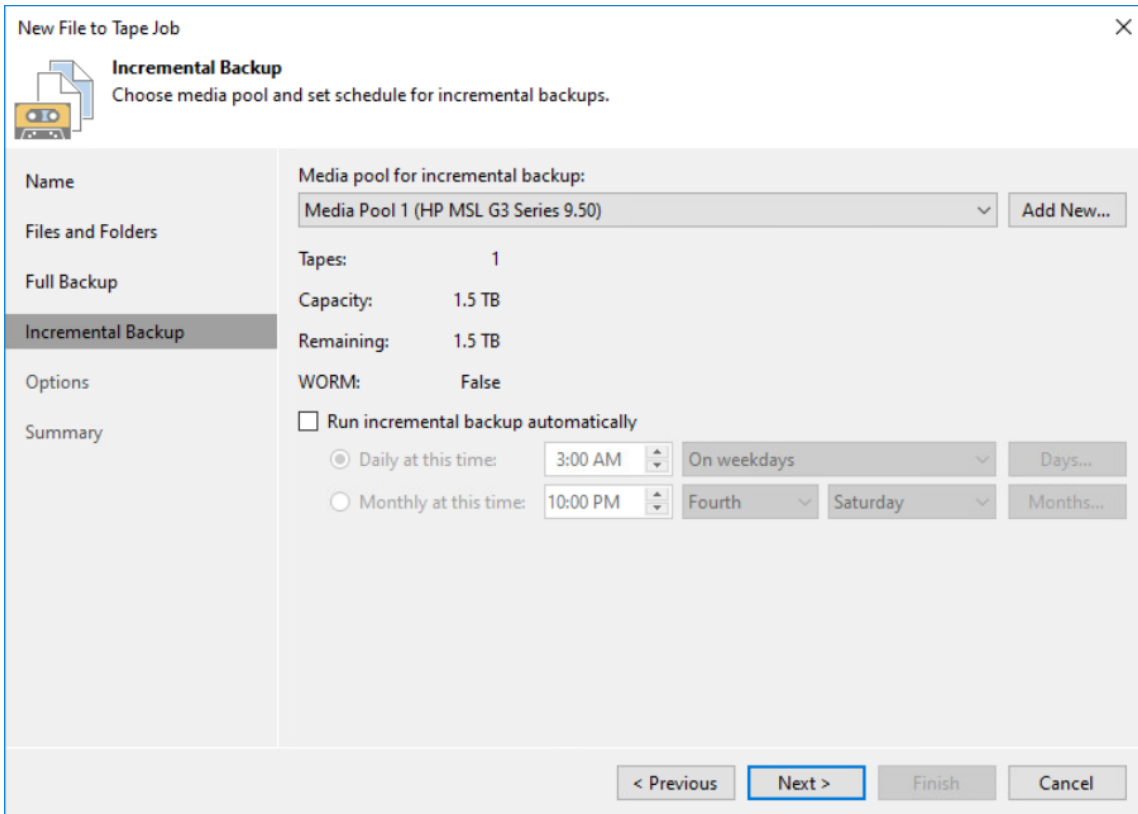 New File to Tape Job
Incremental Backup
Choose media pool and set schedule for incremental backups.
Name
Files and Folders
Full Backup
Incremental Backup
Options
Summary
Media pool for incremental backup:
Media Pool 1 (HP MSL G3 Series 9.50) Add New...
Tapes: 1
Capacity: 1.5 TB
Remaining: 1.5 TB
WORM: False
Run incremental backup automatically
Daily at this time: 3:00 AM On weekdays Days...
Monthly at this time: 10:00 PM Fourth Saturday Months...
< Previous Next > Finish Cancel